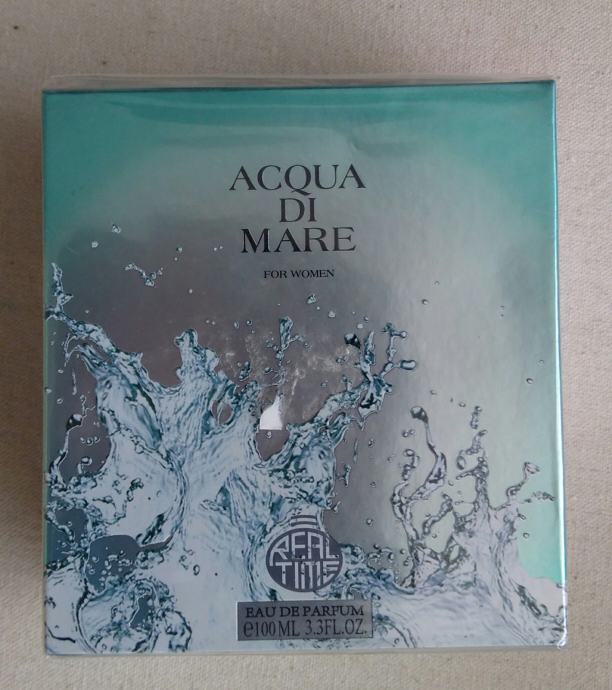 ACQUA
DI
MARE
FOR WOMEN
REAL
TIME
EAU DE PARFUM
℮100 ML 3.3FL.OZ.